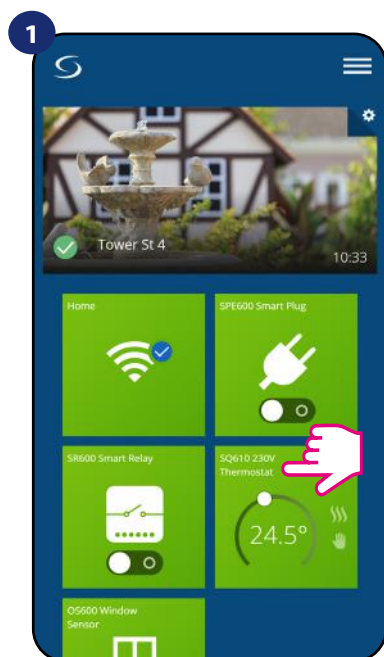 1
Tower St 4
10:33
Home
SPE600 Smart Plug
SR600 Smart Relay
SQ610 230V
Thermostat
24.5°
OS600 Window
Sensor